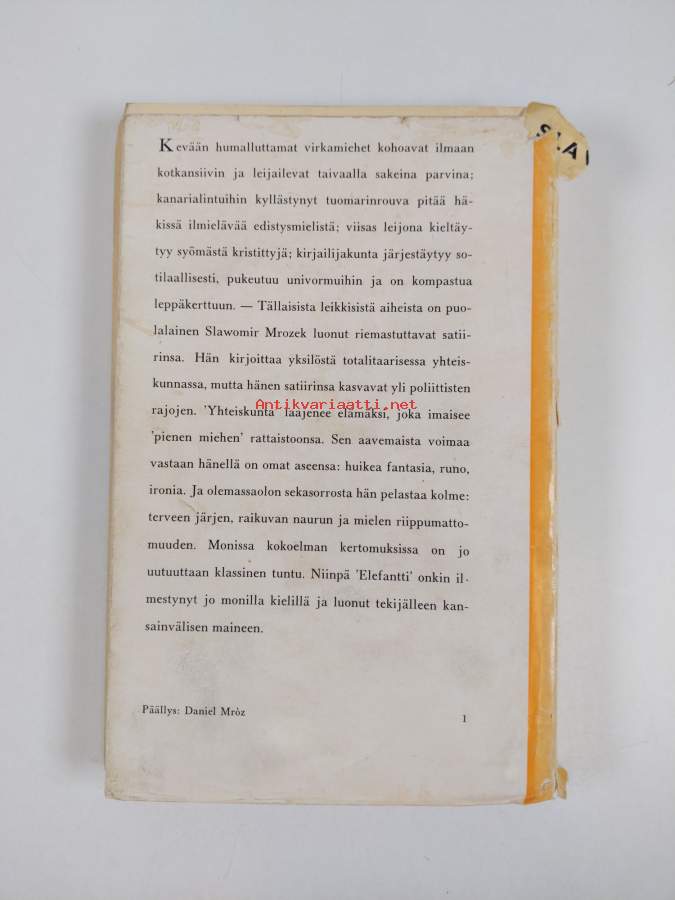 SLA
Kevään humalluttamat virkamiehet kohoavat ilmaan
kotkansiivin ja leijailevat taivaalla sakeina parvina;
kanarialintuihin kyllästynyt tuomarinrouva pitää hä-
kissä ilmielävää edistysmielistä; viisas leijona kieltäy-
tyy syömästä kristittyjä; kirjailijakunta järjestäytyy so-
tilaallisesti, pukeutuu univormuihin ja on kompastua
leppäkerttuun. — Tällaisista leikkisistä aiheista on puo-
lalainen Slawomir Mrozek luonut riemastuttavat satii-
rinsa. Hän kirjoittaa yksilöstä totalitaarisessa yhteis-
kunnassa, mutta hänen satiirinsa kasvavat yli poliittisten
Antikvariaatti.net
rajojen. 'Yhteiskunta' laajenee elämäksi, joka imaisee
'pienen miehen' rattaistoonsa. Sen aavemaista voimaa
vastaan hänellä on omat aseensa: huikea fantasia, runo,
ironia. Ja olemassaolon sekasorrosta hän pelastaa kolme:
terveen järjen, raikuvan naurun ja mielen riippumatto-
muuden. Monissa kokoelman kertomuksissa on jo
uutuuttaan klassinen tuntu. Niinpä 'Elefantti' onkin il-
mestynyt jo monilla kielillä ja luonut tekijälleen kan-
sainvälisen maineen.
Päällys: Daniel Mròz
1